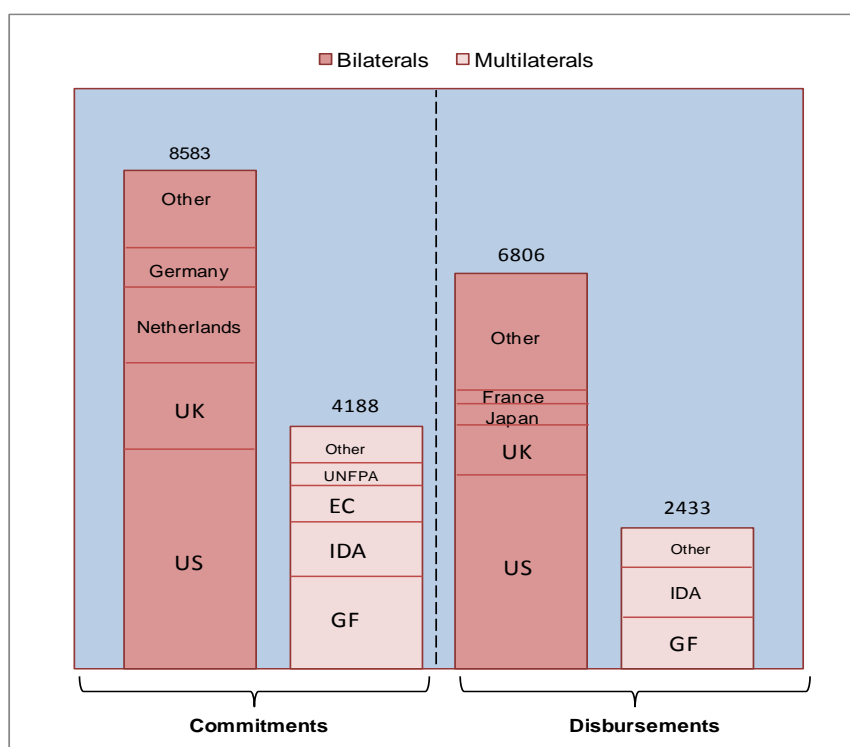 Bilaterals Multilaterals
8583
Other
Germany
Netherlands
UK
US
4188
Other
UNFPA
EC
IDA
GF
6806
Other
France
Japan
UK
US
2433
Other
IDA
GF
Commitments
Disbursements